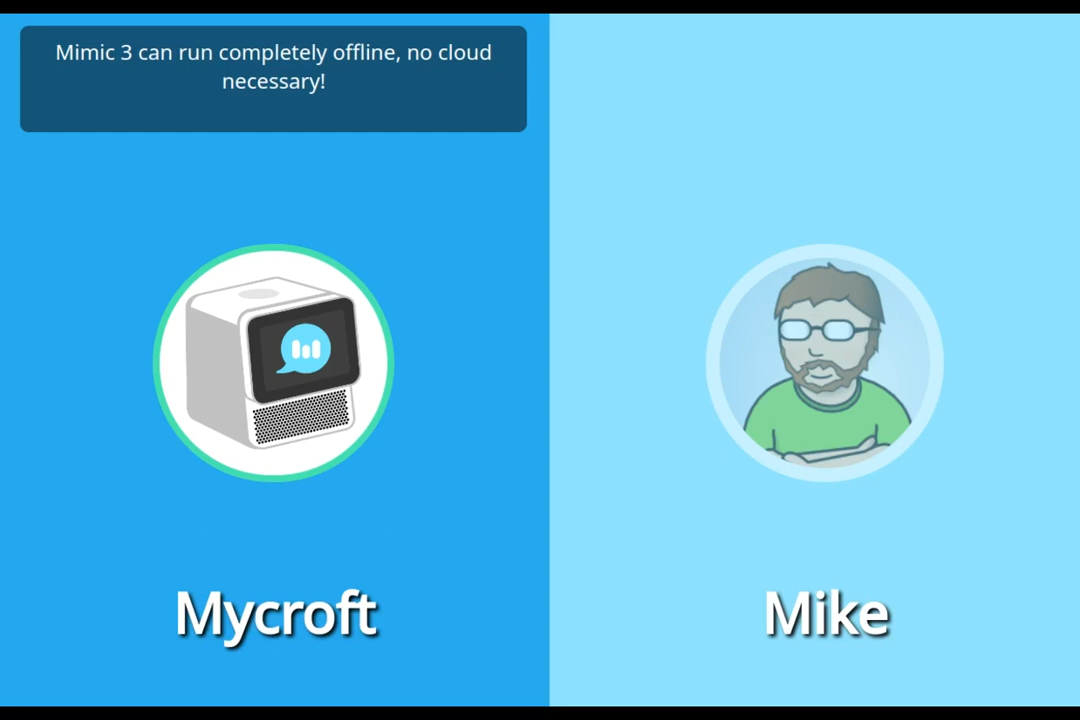 Mimic 3 can run completely offline, no cloud
necessary!
Mycroft
Mike